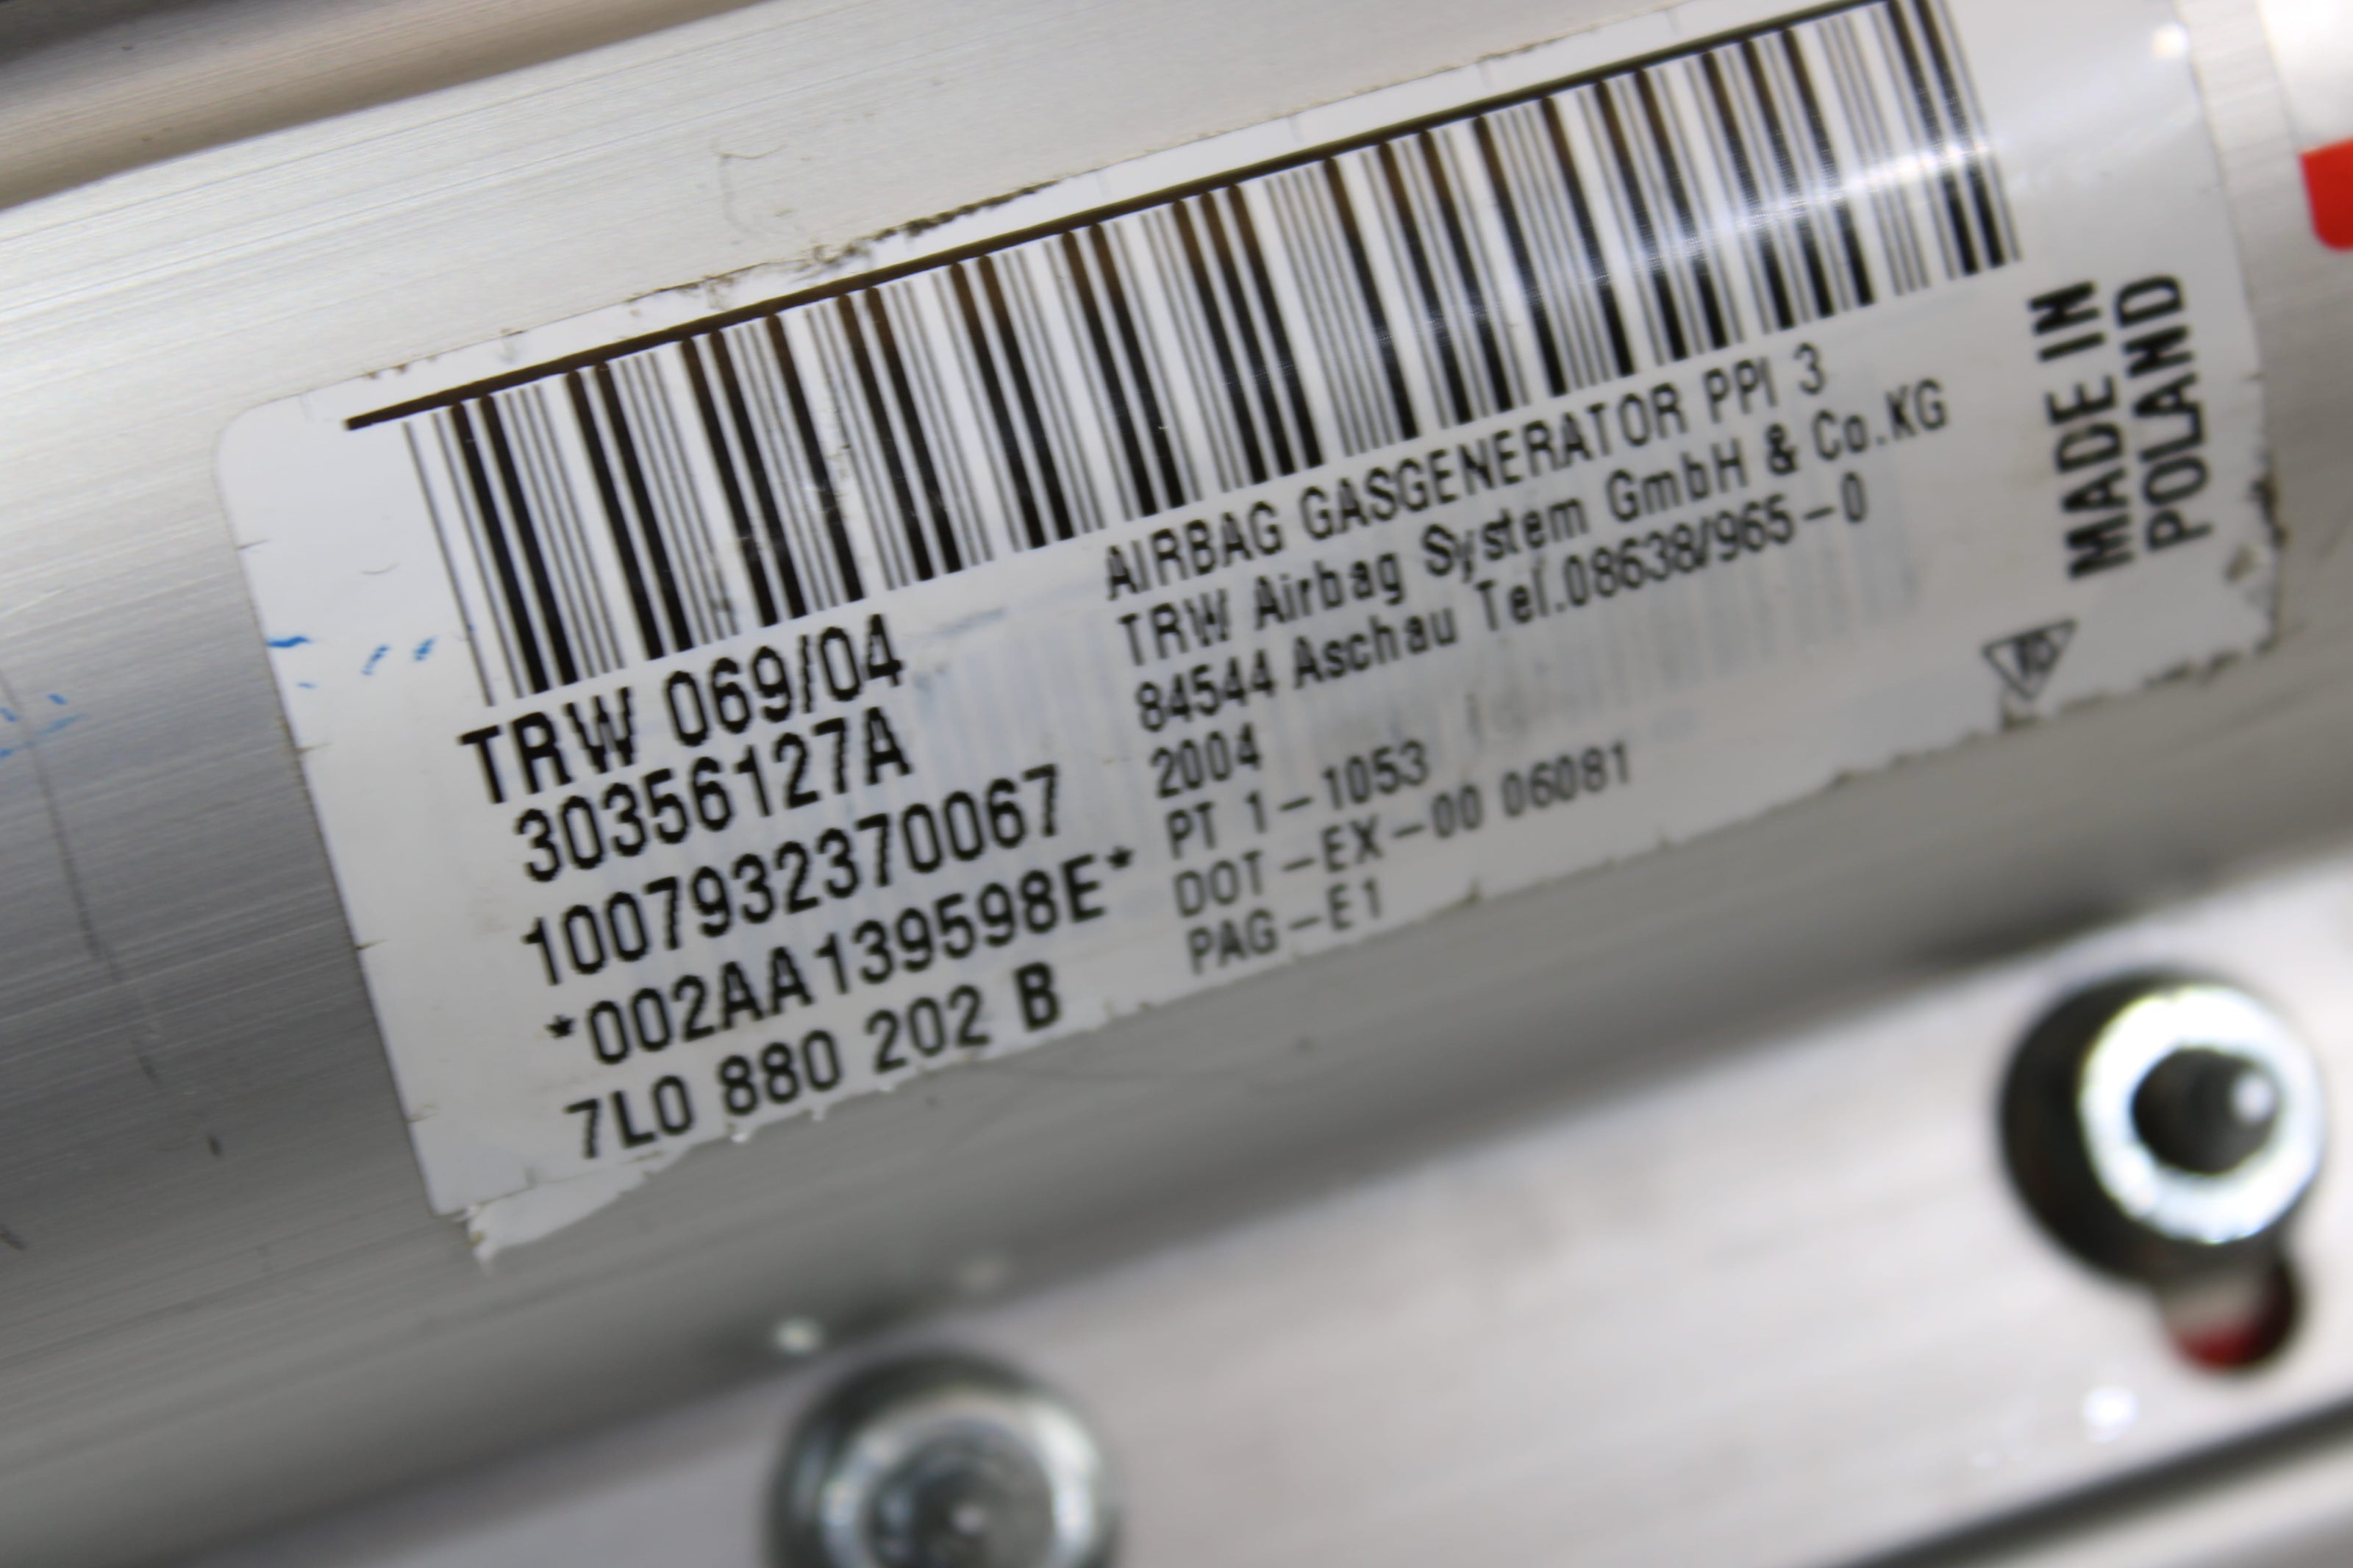 TRW 069/04
30356127A
1007932370067
*002AA139598E*
7L0 880 202 B
AIRBAG GASGENERATOR PPI 3
TRW Airbag System GmbH & Co.KG
84544 Aschau Tel.08638/965-0
2004
PT 1-1053
DOT-EX-00 06081
PAG-E1
MADE IN
POLAND